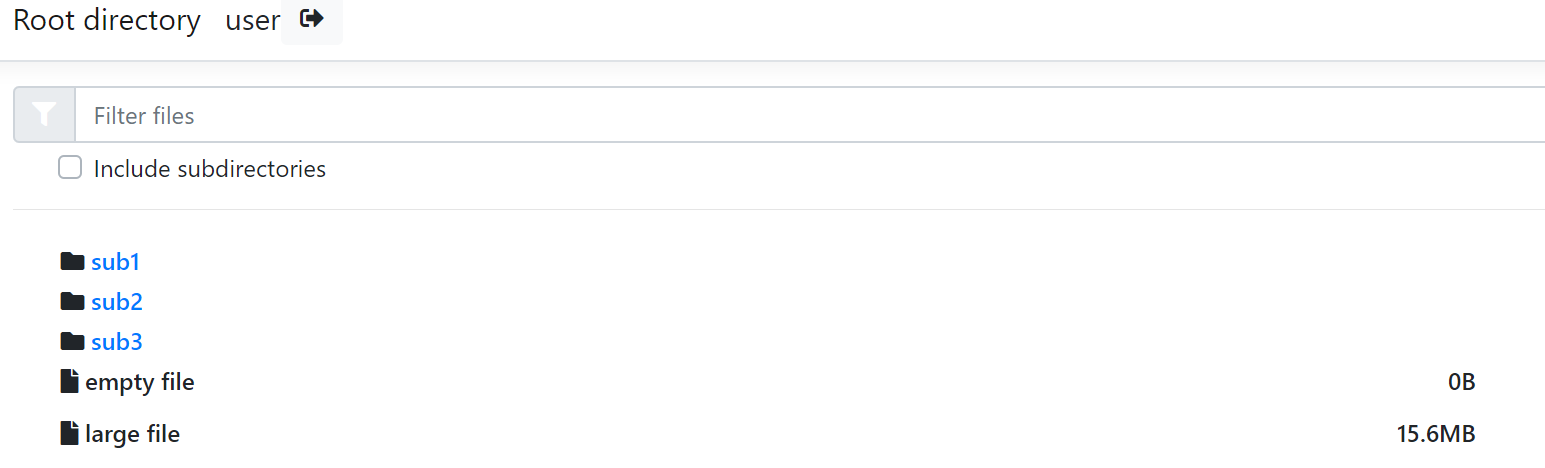 Root directory user
Filter files
Include subdirectories
sub1
sub2
sub3
empty file 0B
large file 15.6MB